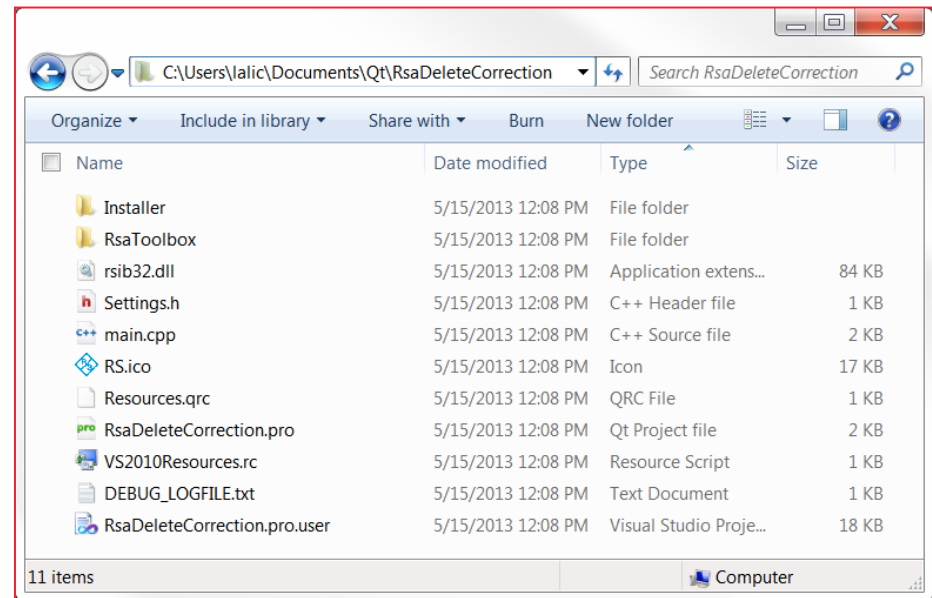 C:\Users\lalic\Documents\Qt\RsaDeleteCorrection Search RsaDeleteCorrection
Organize Include in library Share with Burn New folder
Name Date modified Type Size
Installer 5/15/2013 12:08 PM File folder
RsaToolbox 5/15/2013 12:08 PM File folder
rsib32.dll 5/15/2013 12:08 PM Application extens... 84 KB
h Settings.h 5/15/2013 12:08 PM C++ Header file 1 KB
C++ main.cpp 5/15/2013 12:08 PM C++ Source file 2 KB
RS.ico 5/15/2013 12:08 PM Icon 17 KB
Resources.qrc 5/15/2013 12:08 PM QRC File 1 KB
pro RsaDeleteCorrection.pro 5/15/2013 12:08 PM Qt Project file 2 KB
VS2010Resources.rc 5/15/2013 12:08 PM Resource Script 1 KB
DEBUG_LOGFILE.txt 5/15/2013 12:08 PM Text Document 1 KB
RsaDeleteCorrection.pro.user 5/15/2013 12:08 PM Visual Studio Proje... 18 KB
11 items Computer